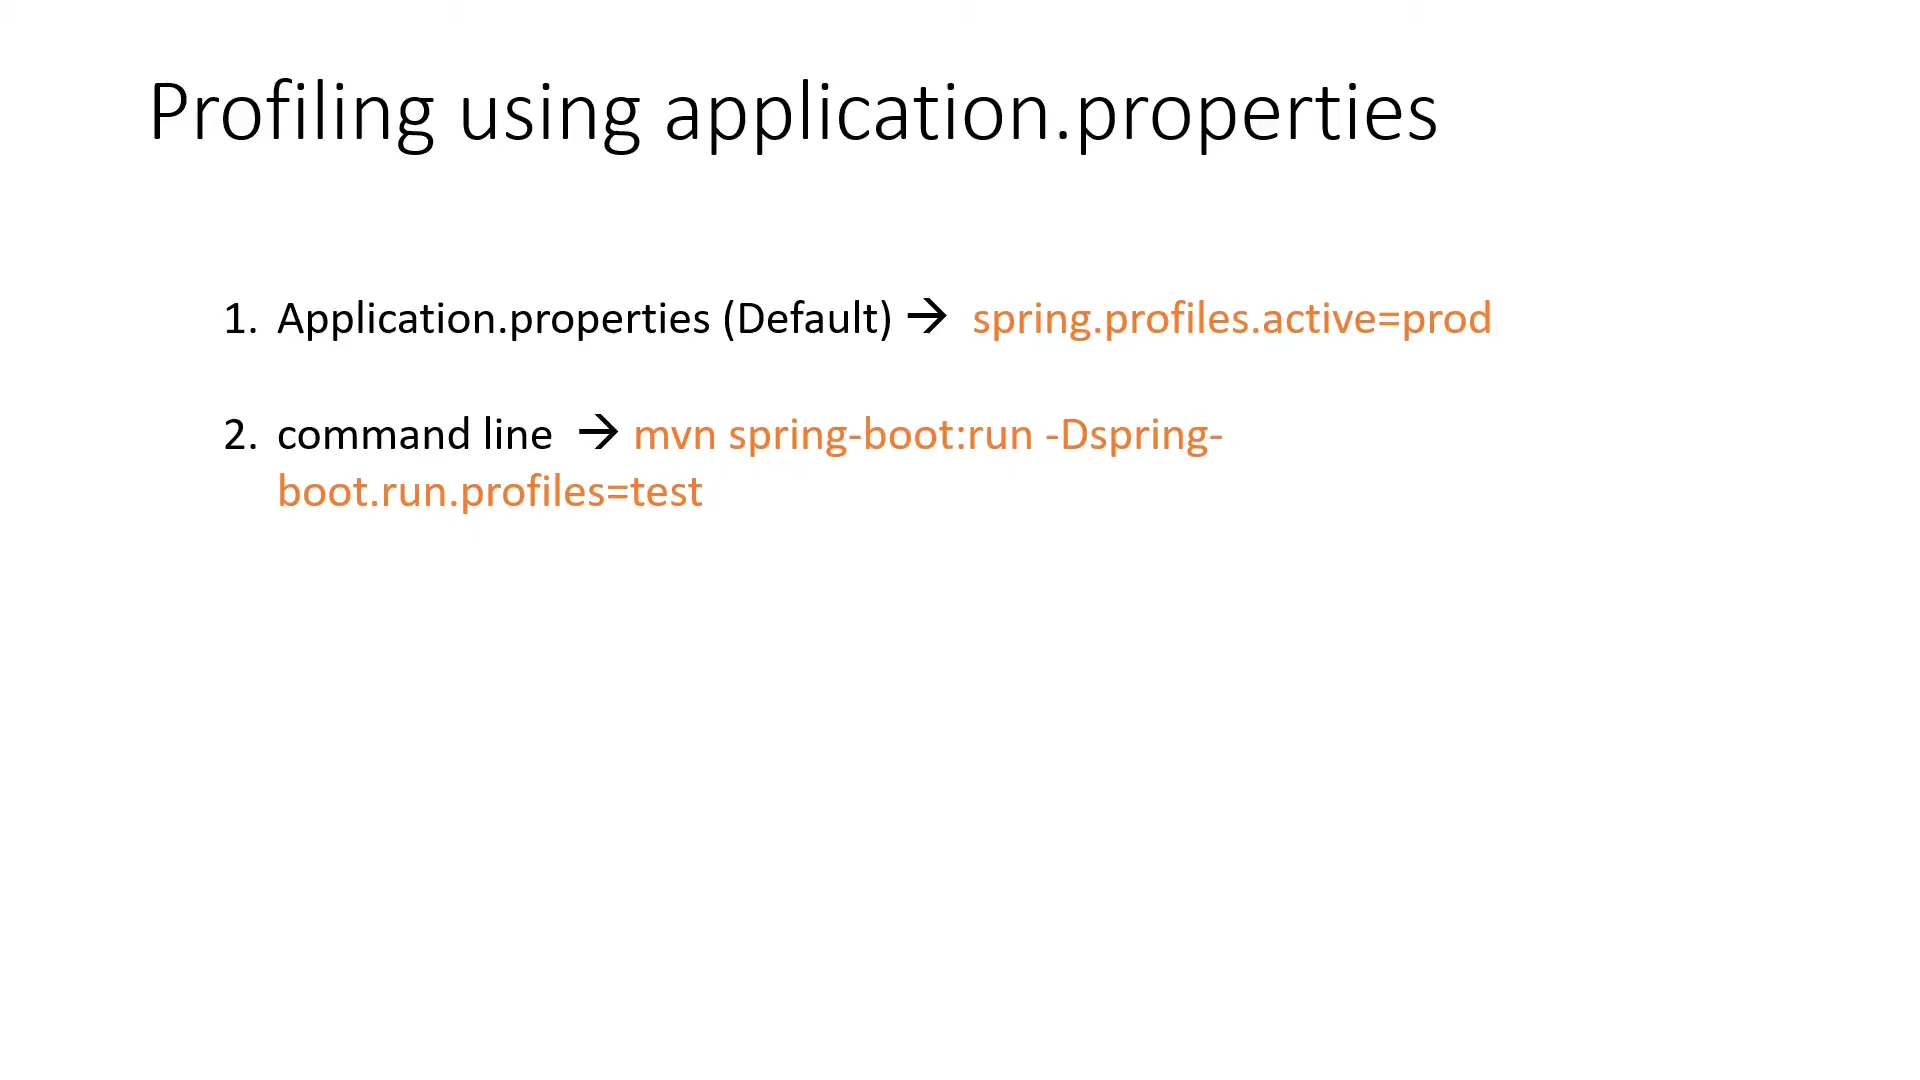 Profiling using application.properties
1. Application.properties (Default) → spring.profiles.active=prod
2. command line → mvn spring-boot:run -Dspring-
boot.run.profiles=test